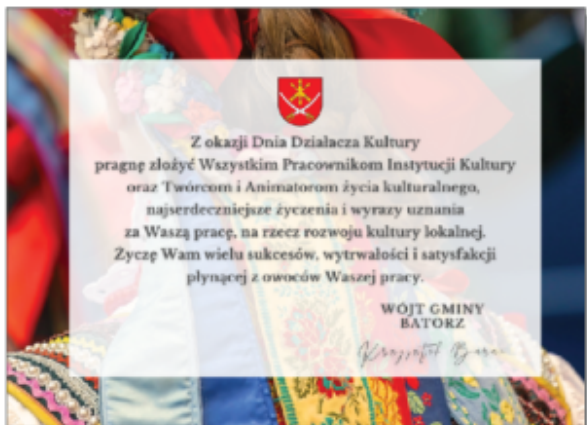 Z okazji Dnia Działacza Kultury
pragnę złożyć Wszystkim Pracownikom Instytucji Kultury
oraz Twórcom i Animatorom życia kulturalnego,
najserdeczniejsze życzenia i wyrazy uznania
za Waszą pracę, na rzecz rozwoju kultury lokalnej.
Życzę Wam wielu sukcesów, wytrwałości i satysfakcji
płynącej z owoców Waszej pracy.
WÓJT GMINY
BATORZ
Krzysztof